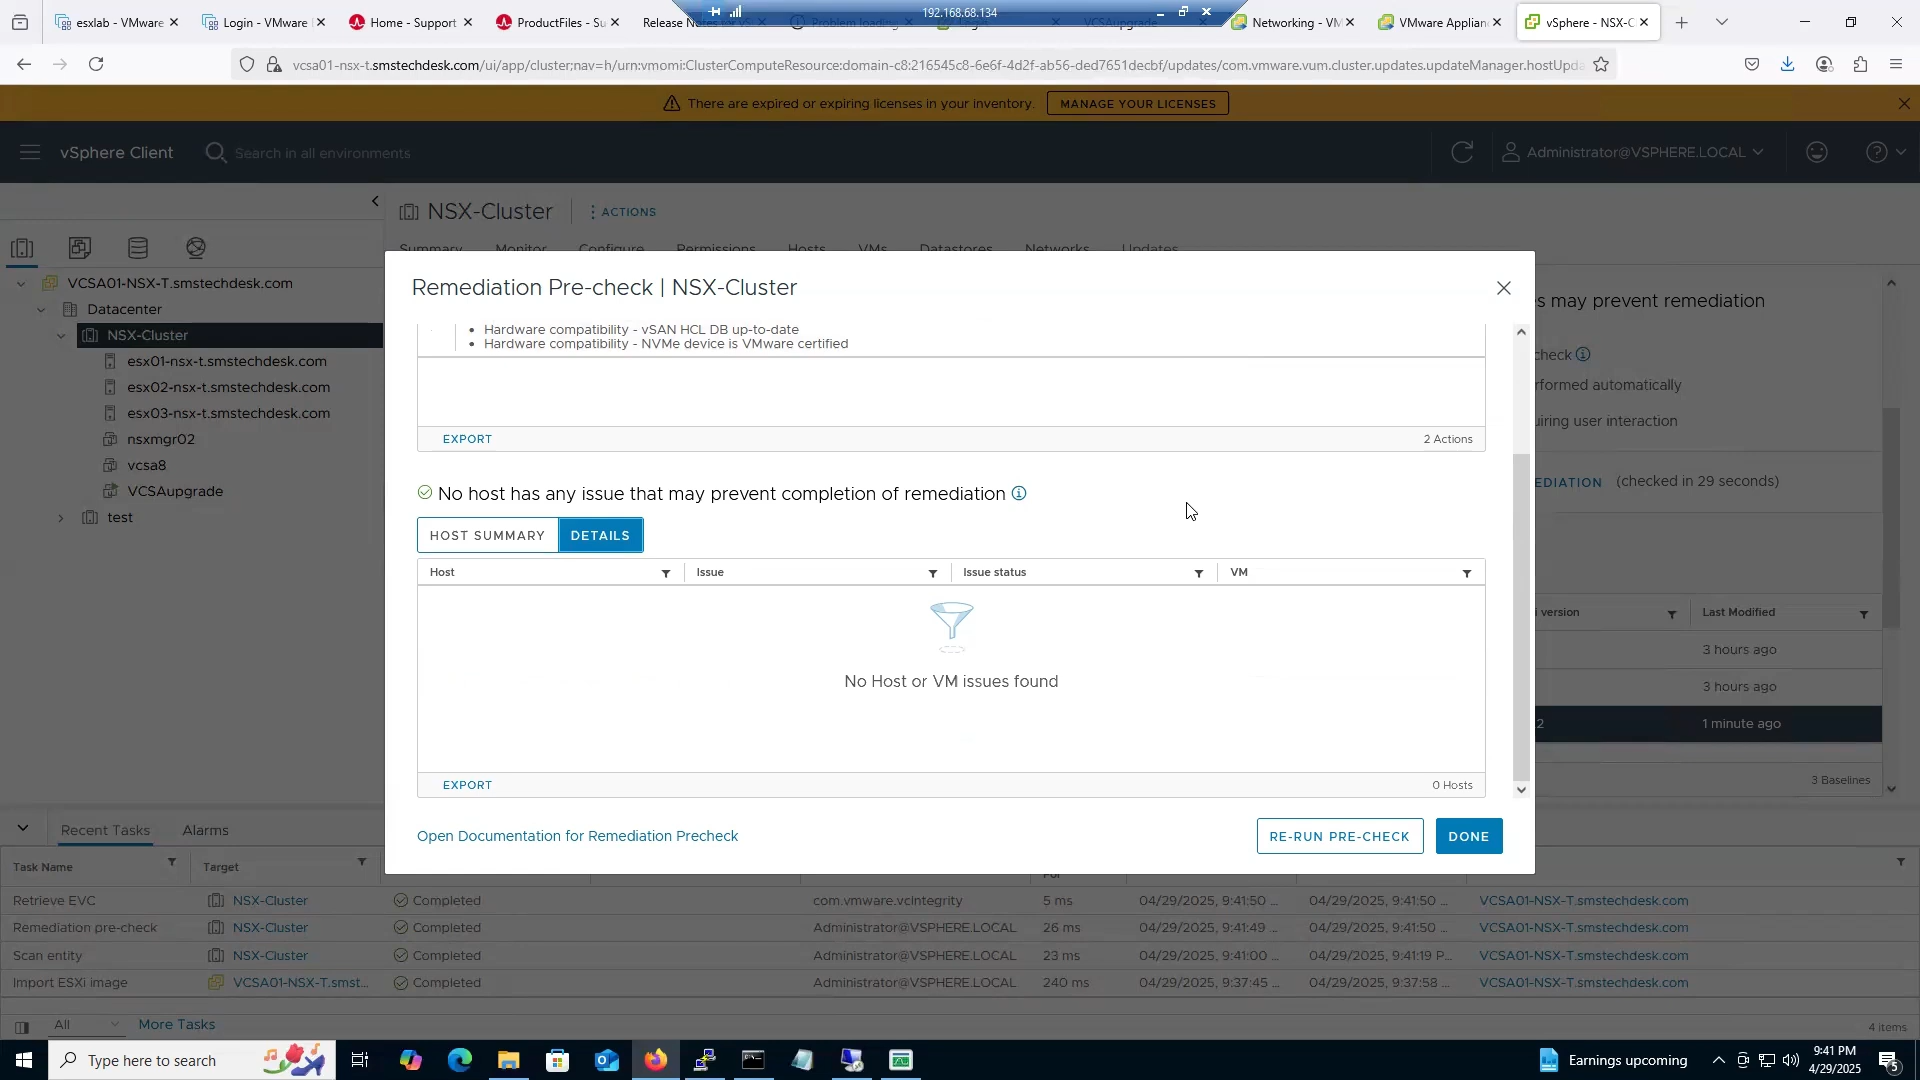 192.168.68.134
esxlab - VMware
Login - VMware
Home - Support
ProductFiles - Su
Release Notes for vS
Problem loading
VCSAupgrade
Networking - VM
VMware Applian
vSphere - NSX-C
vcsa01-nsx-t.smstechdesk.com/ui/app/cluster;nav=h/urn:vmomi:ClusterComputeResource:domain-c8:216545c8-6e6f-4d2f-ab56-ded7651decbf/updates/com.vmware.vum.cluster.updates.updateManager.hostUpda
There are expired or expiring licenses in your inventory.
MANAGE YOUR LICENSES
vSphere Client
Search in all environments
Administrator@VSPHERE.LOCAL
NSX-Cluster
ACTIONS
Summary Monitor Configure Permissions Hosts VMs Datastores Networks Updates
VCSA01-NSX-T.smstechdesk.com
Datacenter
NSX-Cluster
esx01-nsx-t.smstechdesk.com
esx02-nsx-t.smstechdesk.com
esx03-nsx-t.smstechdesk.com
nsxmgr02
vcsa8
VCSAupgrade
test
Remediation Pre-check | NSX-Cluster
• Hardware compatibility - vSAN HCL DB up-to-date
• Hardware compatibility - NVMe device is VMware certified
EXPORT
2 Actions
No host has any issue that may prevent completion of remediation
HOST SUMMARY
DETAILS
Host Issue Issue status VM
No Host or VM issues found
EXPORT
0 Hosts
Open Documentation for Remediation Precheck
RE-RUN PRE-CHECK
DONE
es may prevent remediation
check
rformed automatically
uiring user interaction
EDIATION (checked in 29 seconds)
i version Last Modified
3 hours ago
3 hours ago
2 1 minute ago
3 Baselines
Recent Tasks Alarms
Task Name Target For
Retrieve EVC NSX-Cluster Completed com.vmware.vcIntegrity 5 ms 04/29/2025, 9:41:50 ... 04/29/2025, 9:41:50 ... VCSA01-NSX-T.smstechdesk.com
Remediation pre-check NSX-Cluster Completed Administrator@VSPHERE.LOCAL 26 ms 04/29/2025, 9:41:49 ... 04/29/2025, 9:41:50 ... VCSA01-NSX-T.smstechdesk.com
Scan entity NSX-Cluster Completed Administrator@VSPHERE.LOCAL 23 ms 04/29/2025, 9:41:00 ... 04/29/2025, 9:41:19 P... VCSA01-NSX-T.smstechdesk.com
Import ESXi image VCSA01-NSX-T.smst... Completed Administrator@VSPHERE.LOCAL 240 ms 04/29/2025, 9:37:45 ... 04/29/2025, 9:37:58 ... VCSA01-NSX-T.smstechdesk.com
All More Tasks
4 items
Type here to search
Earnings upcoming
9:41 PM
4/29/2025
5